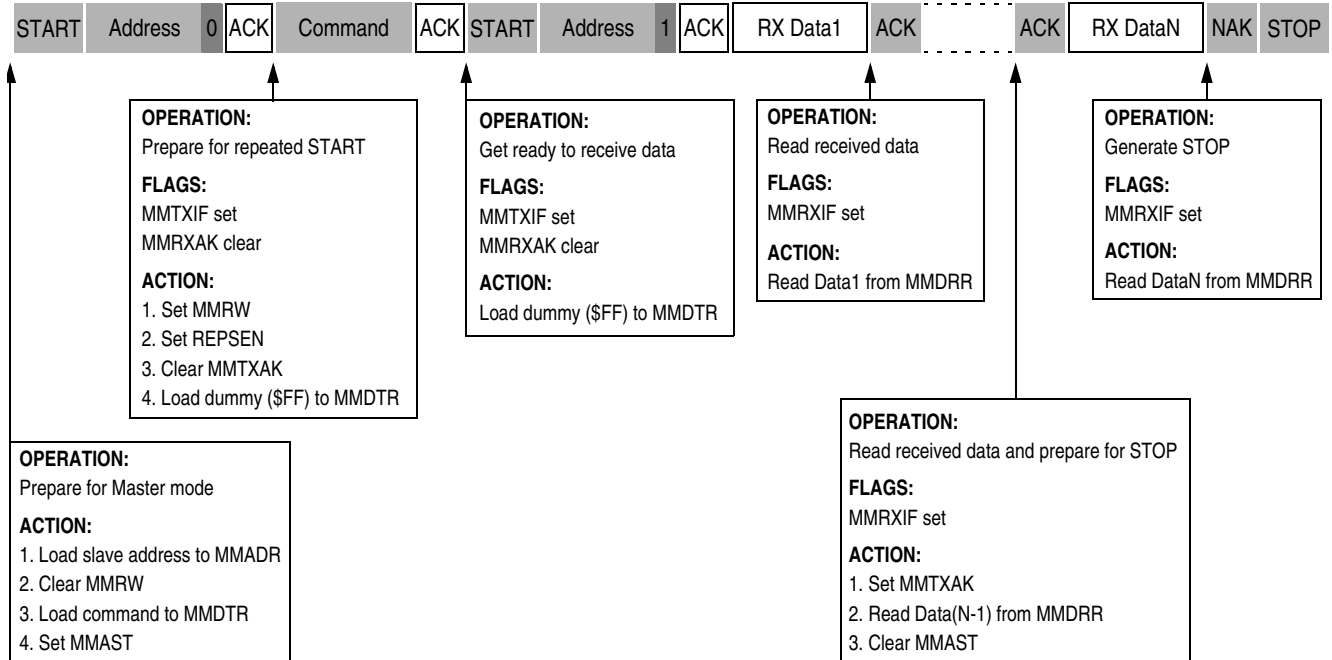 START Address 0 ACK Command ACK START Address 1 ACK RX Data1 ACK ACK RX DataN NAK STOP
OPERATION:
Prepare for repeated START
FLAGS:
MMTXIF set
MMRXAK clear
ACTION:
1. Set MMRW
2. Set REPSEN
3. Clear MMTXAK
4. Load dummy ($FF) to MMDTR
OPERATION:
Get ready to receive data
FLAGS:
MMTXIF set
MMRXAK clear
ACTION:
Load dummy ($FF) to MMDTR
OPERATION:
Read received data
FLAGS:
MMRXIF set
ACTION:
Read Data1 from MMDRR
OPERATION:
Generate STOP
FLAGS:
MMRXIF set
ACTION:
Read DataN from MMDRR
OPERATION:
Prepare for Master mode
ACTION:
1. Load slave address to MMADR
2. Clear MMRW
3. Load command to MMDTR
4. Set MMAST
OPERATION:
Read received data and prepare for STOP
FLAGS:
MMRXIF set
ACTION:
1. Set MMTXAK
2. Read Data(N-1) from MMDRR
3. Clear MMAST